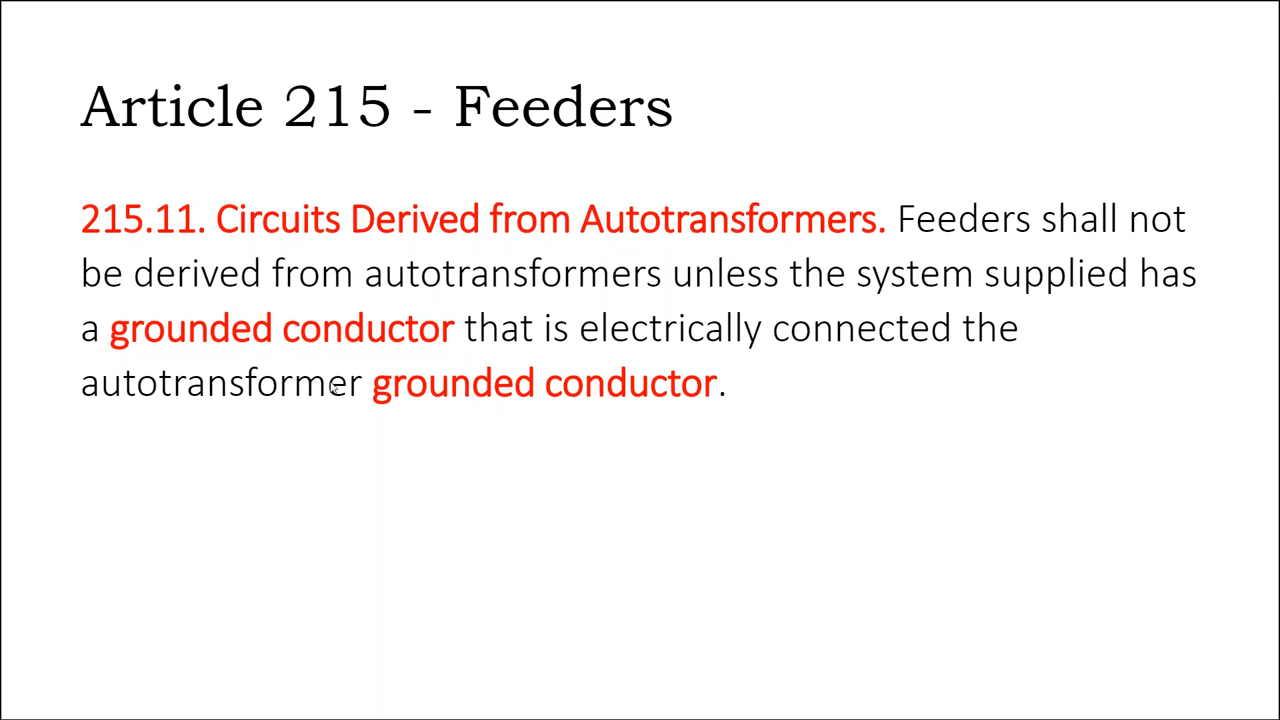 Article 215 - Feeders
215.11. Circuits Derived from Autotransformers. Feeders shall not
be derived from autotransformers unless the system supplied has
a grounded conductor that is electrically connected the
autotransformer grounded conductor.